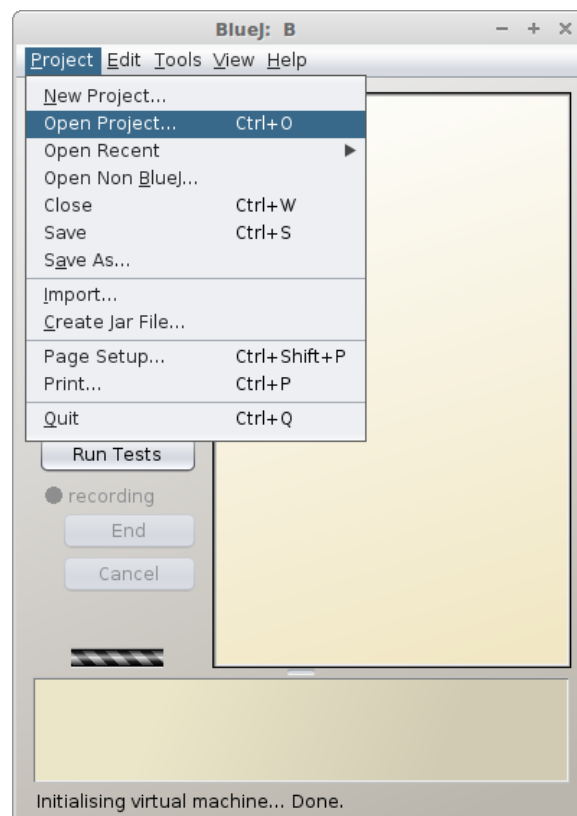 BlueJ: B
Project Edit Tools View Help
New Project...
Open Project... Ctrl+O
Open Recent
Open Non BlueJ...
Close Ctrl+W
Save Ctrl+S
Save As...
Import...
Create Jar File...
Page Setup... Ctrl+Shift+P
Print... Ctrl+P
Quit Ctrl+Q
Run Tests
recording
End
Cancel
Initialising virtual machine... Done.